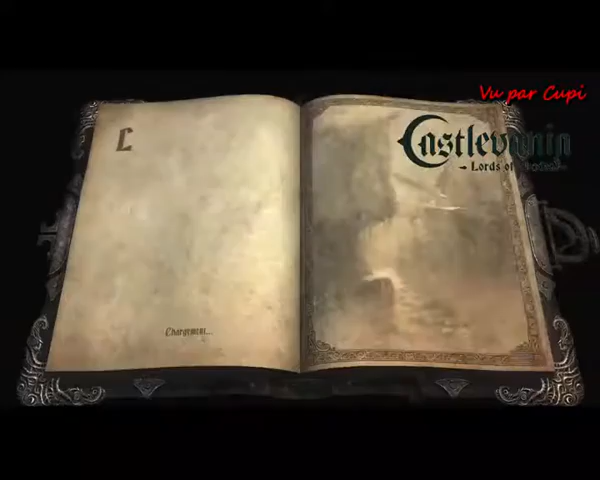 Vu par Cupi
Castlevania
Lords of
L
Chargement...